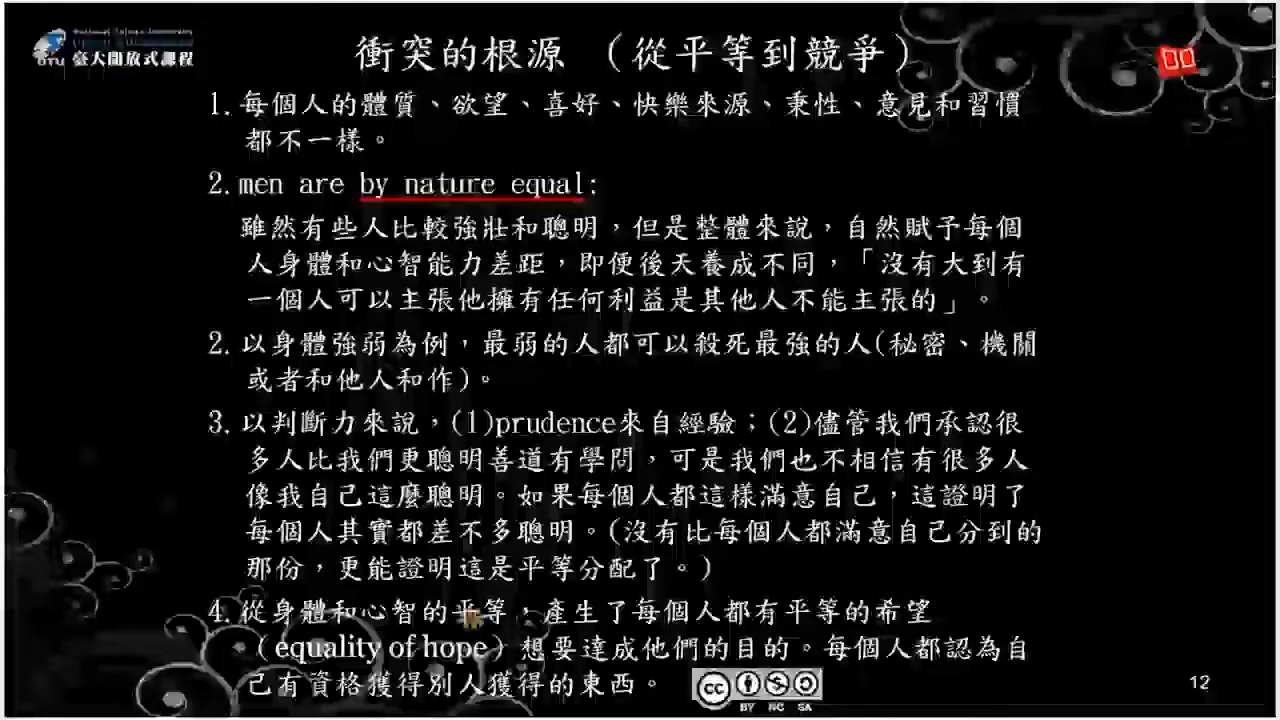 臺大開放式課程
衝突的根源 （從平等到競爭）
1. 每個人的體質、欲望、喜好、快樂來源、秉性、意見和習慣
都不一樣。
2. men are by nature equal:
雖然有些人比較強壯和聰明，但是整體來說，自然賦予每個
人身體和心智能力差距，即便後天養成不同，「沒有大到有
一個人可以主張他擁有任何利益是其他人不能主張的」。
2. 以身體強弱為例，最弱的人都可以殺死最強的人(秘密、機關
或者和他人和作)。
3. 以判斷力來說，(1)prudence來自經驗；(2)儘管我們承認很
多人比我們更聰明善道有學問，可是我們也不相信有很多人
像我自己這麼聰明。如果每個人都這樣滿意自己，這證明了
每個人其實都差不多聰明。(沒有比每個人都滿意自己分到的
那份，更能證明這是平等分配了。)
4. 從身體和心智的平等，產生了每個人都有平等的希望
（equality of hope）想要達成他們的目的。每個人都認為自
己有資格獲得別人獲得的東西。
cc
BY NC SA
12